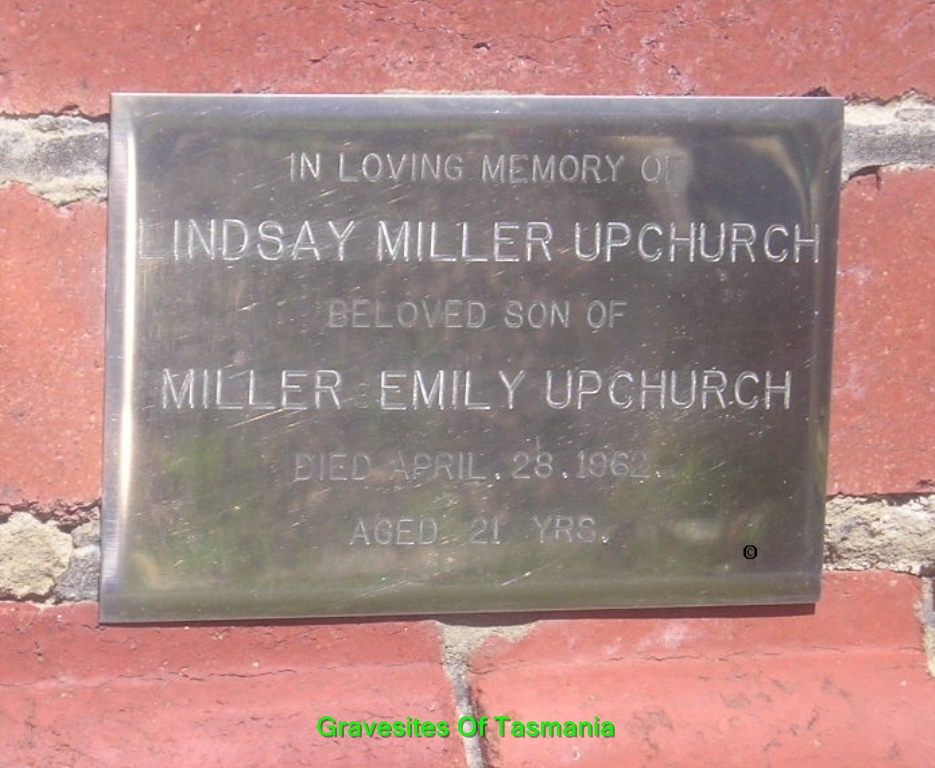 IN LOVING MEMORY OF
LINDSAY MILLER UPCHURCH
BELOVED SON OF
MILLER EMILY UPCHURCH
DIED APRIL. 28. 1962.
AGED 21 YRS.
©
Gravesites Of Tasmania